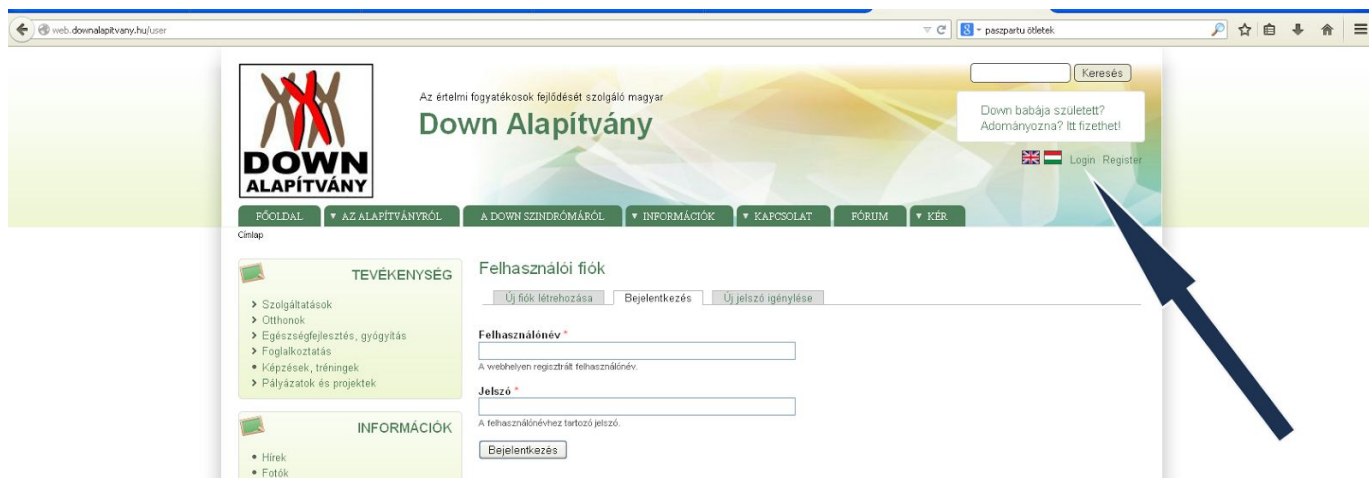 web.downalapitvany.hu/user
paszpartu ötletek
Keresés
DOWN
ALAPÍTVÁNY
Az értelmi fogyatékosok fejlődését szolgáló magyar
Down Alapítvány
Down babája született?
Adományozna? Itt fizethet!
Login Register
FŐOLDAL
AZ ALAPÍTVÁNYRÓL
A DOWN SZINDRÓMÁRÓL
INFORMÁCIÓK
KAPCSOLAT
FÓRUM
KÉR
Címlap
TEVÉKENYSÉG
Szolgáltatások
Otthonok
Egészségfejlesztés, gyógyítás
Foglalkoztatás
Képzések, tréningek
Pályázatok és projektek
INFORMÁCIÓK
Hírek
Fotók
Felhasználói fiók
Új fiók létrehozása
Bejelentkezés
Új jelszó igénylése
Felhasználónév *
A webhelyen regisztrált felhasználónév.
Jelszó *
A felhasználónévhez tartozó jelszó.
Bejelentkezés